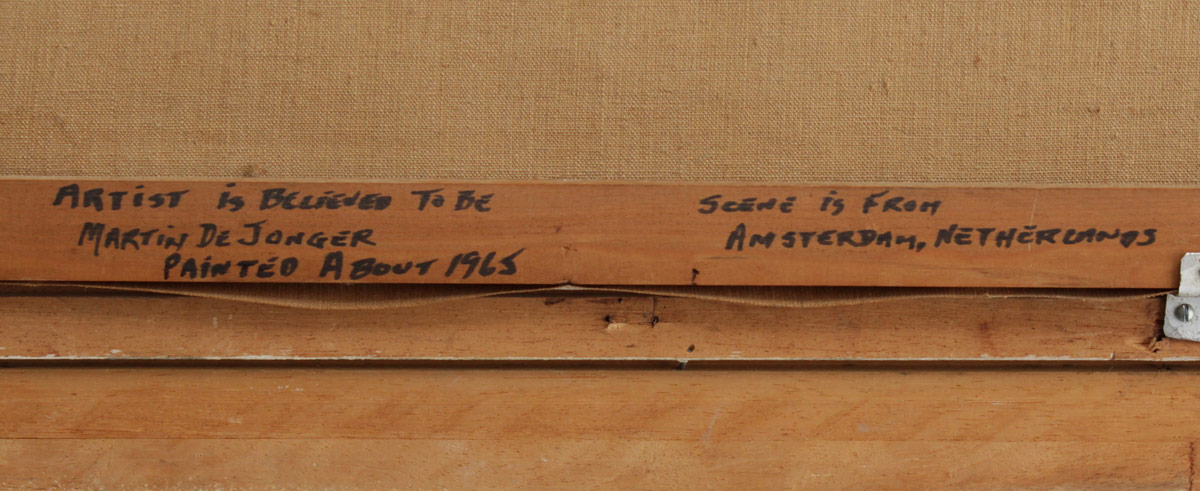 ARTIST iS BELIEVED TO BE
MARTIN DE JONGER
PAINTED ABOUT 1965
SCENE iS FROM
AMSTERDAM, NETHERLANDS